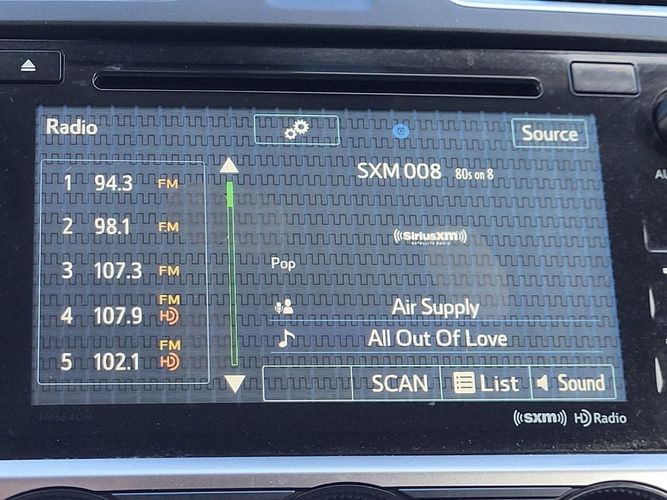 Radio
Source
SXM 008 80s on 8
1 94.3 FM
2 98.1 FM
3 107.3 FM
4 107.9 FM HD
5 102.1 FM HD
((SiriusXM))
SATELLITE RADIO
Pop
Air Supply
All Out Of Love
SCAN
List
Sound
((sxm)) HD Radio